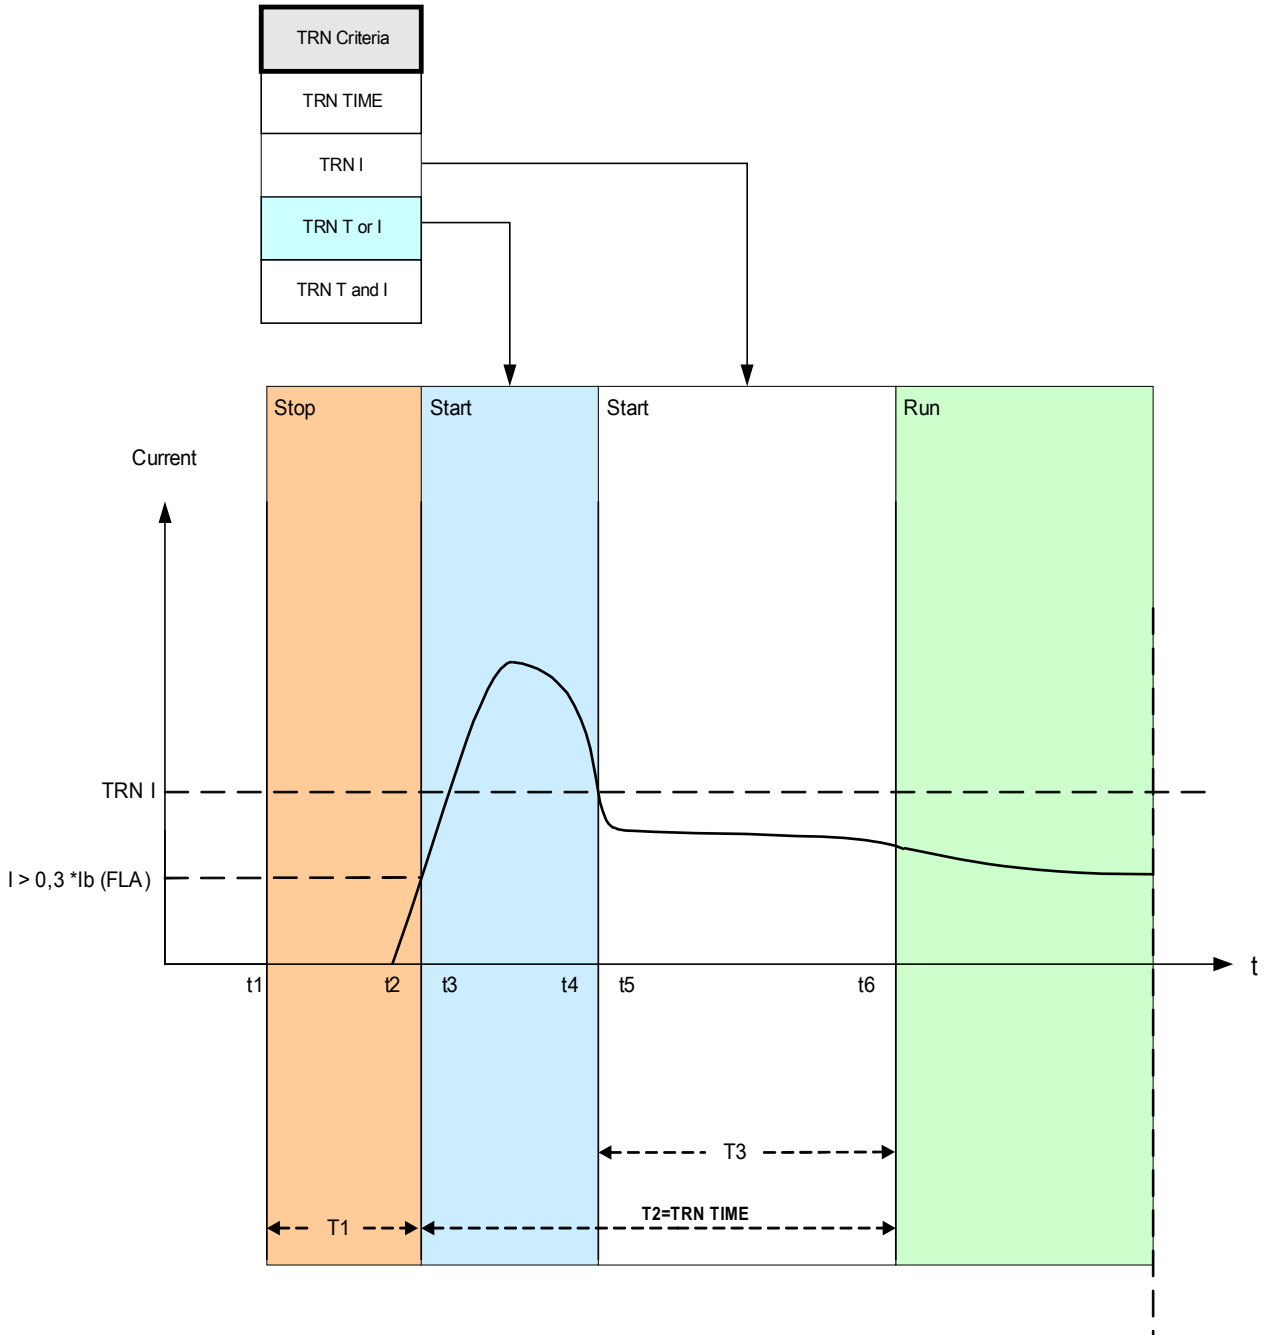 TRN Criteria
TRN TIME
TRN I
TRN T or I
TRN T and I
Stop
Start
Start
Run
Current
TRN I
I > 0,3 *Ib (FLA)
t1
t2
t3
t4
t5
t6
t
T3
T2=TRN TIME
T1